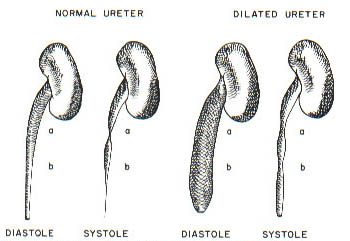 NORMAL URETER DILATED URETER
a a a a
b b b b
DIASTOLE SYSTOLE DIASTOLE SYSTOLE